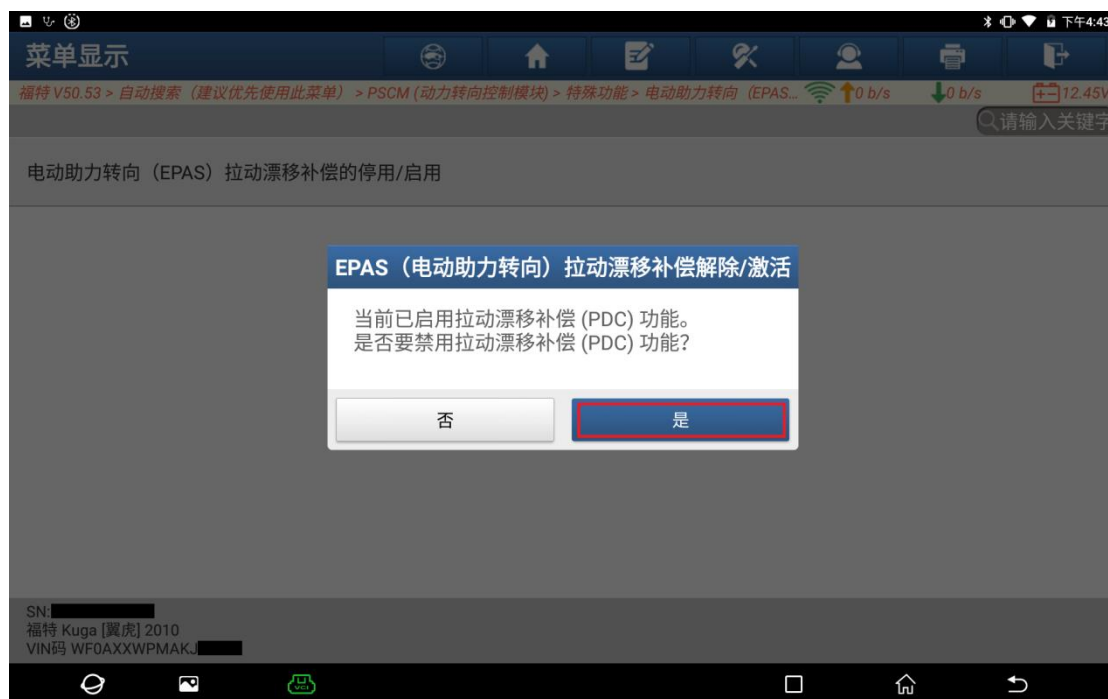 下午4:43
菜单显示
福特 V50.53 > 自动搜索（建议优先使用此菜单）> PSCM (动力转向控制模块) > 特殊功能 > 电动助力转向（EPAS... 0 b/s 0 b/s 12.45V
请输入关键字
电动助力转向（EPAS）拉动漂移补偿的停用/启用
EPAS（电动助力转向）拉动漂移补偿解除/激活
当前已启用拉动漂移补偿 (PDC) 功能。
是否要禁用拉动漂移补偿 (PDC) 功能?
否 是
SN:
福特 Kuga [翼虎] 2010
VIN码 WF0AXXWPMAKJ
VCI